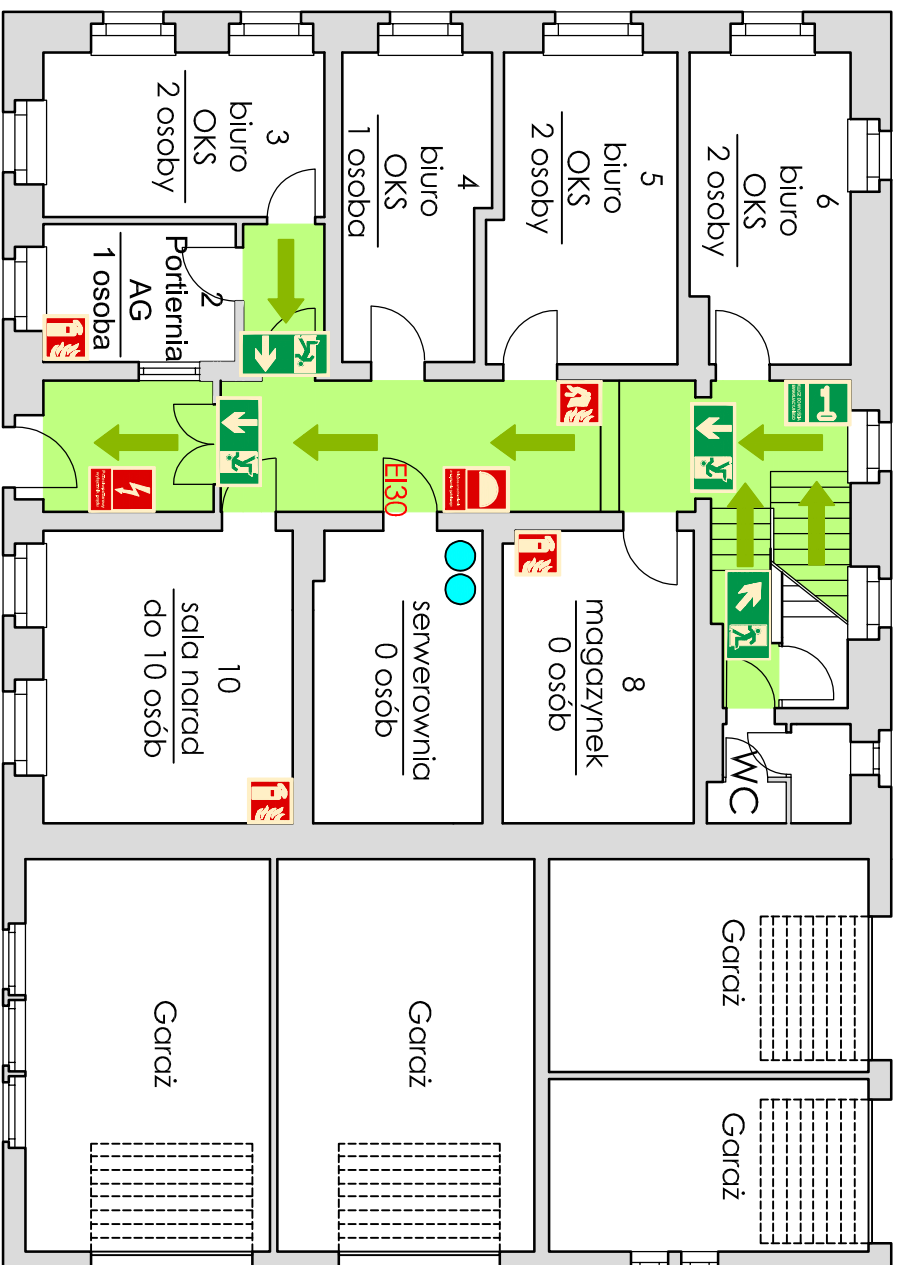 3
biuro
OKS
2 osoby
4
biuro
OKS
1 osoba
5
biuro
OKS
2 osoby
6
biuro
OKS
2 osoby
2
Portiernia
AG
1 osoba
EI30
10
sala narad
do 10 osób
serwerownia
0 osób
8
magazynek
0 osób
WC
Garaż
Garaż
Garaż
Garaż